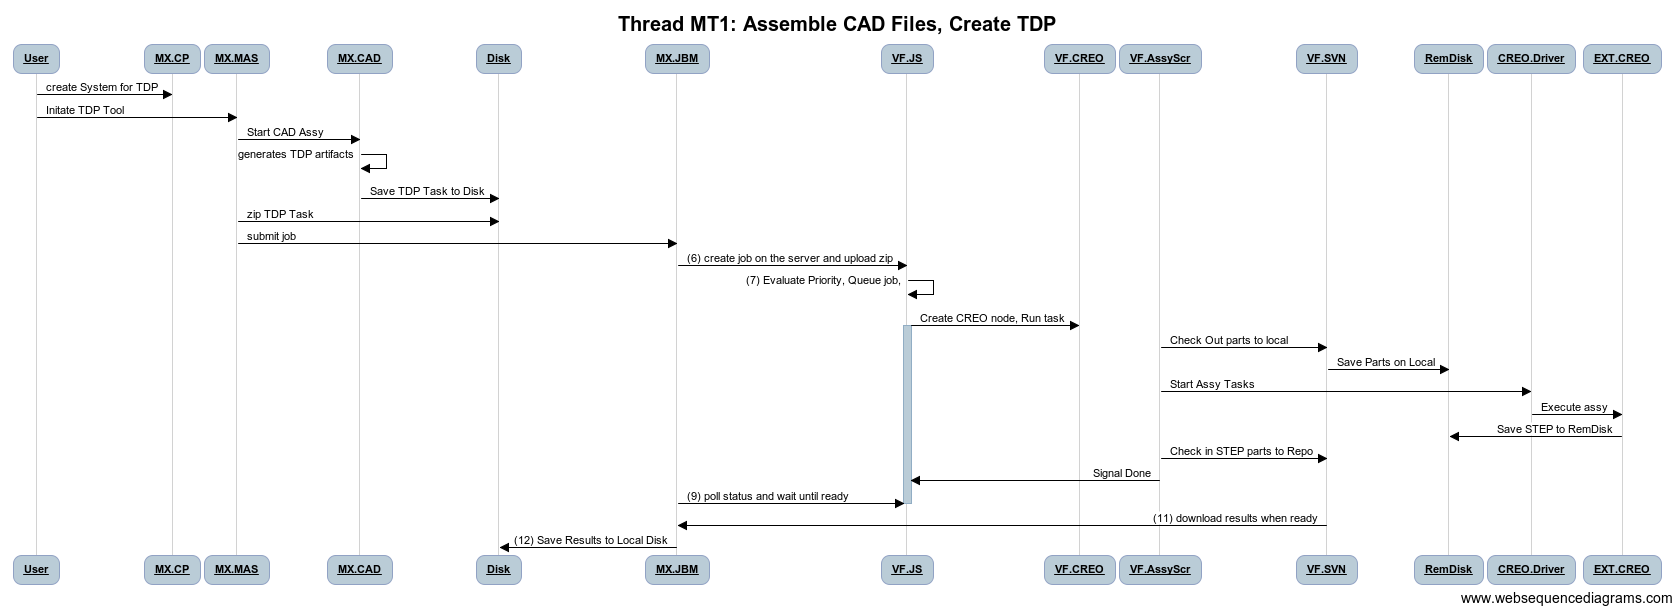 Thread MT1: Assemble CAD Files, Create TDP
User MX.CP MX.MAS MX.CAD Disk MX.JBM VF.JS VF.CREO VF.AssyScr VF.SVN RemDisk CREO.Driver EXT.CREO
create System for TDP
Initate TDP Tool
Start CAD Assy
generates TDP artifacts
Save TDP Task to Disk
zip TDP Task
submit job
(6) create job on the server and upload zip
(7) Evaluate Priority, Queue job,
Create CREO node, Run task
Check Out parts to local
Save Parts on Local
Start Assy Tasks
Execute assy
Save STEP to RemDisk
Check in STEP parts to Repo
Signal Done
(9) poll status and wait until ready
(11) download results when ready
(12) Save Results to Local Disk
User MX.CP MX.MAS MX.CAD Disk MX.JBM VF.JS VF.CREO VF.AssyScr VF.SVN RemDisk CREO.Driver EXT.CREO
www.websequencediagrams.com